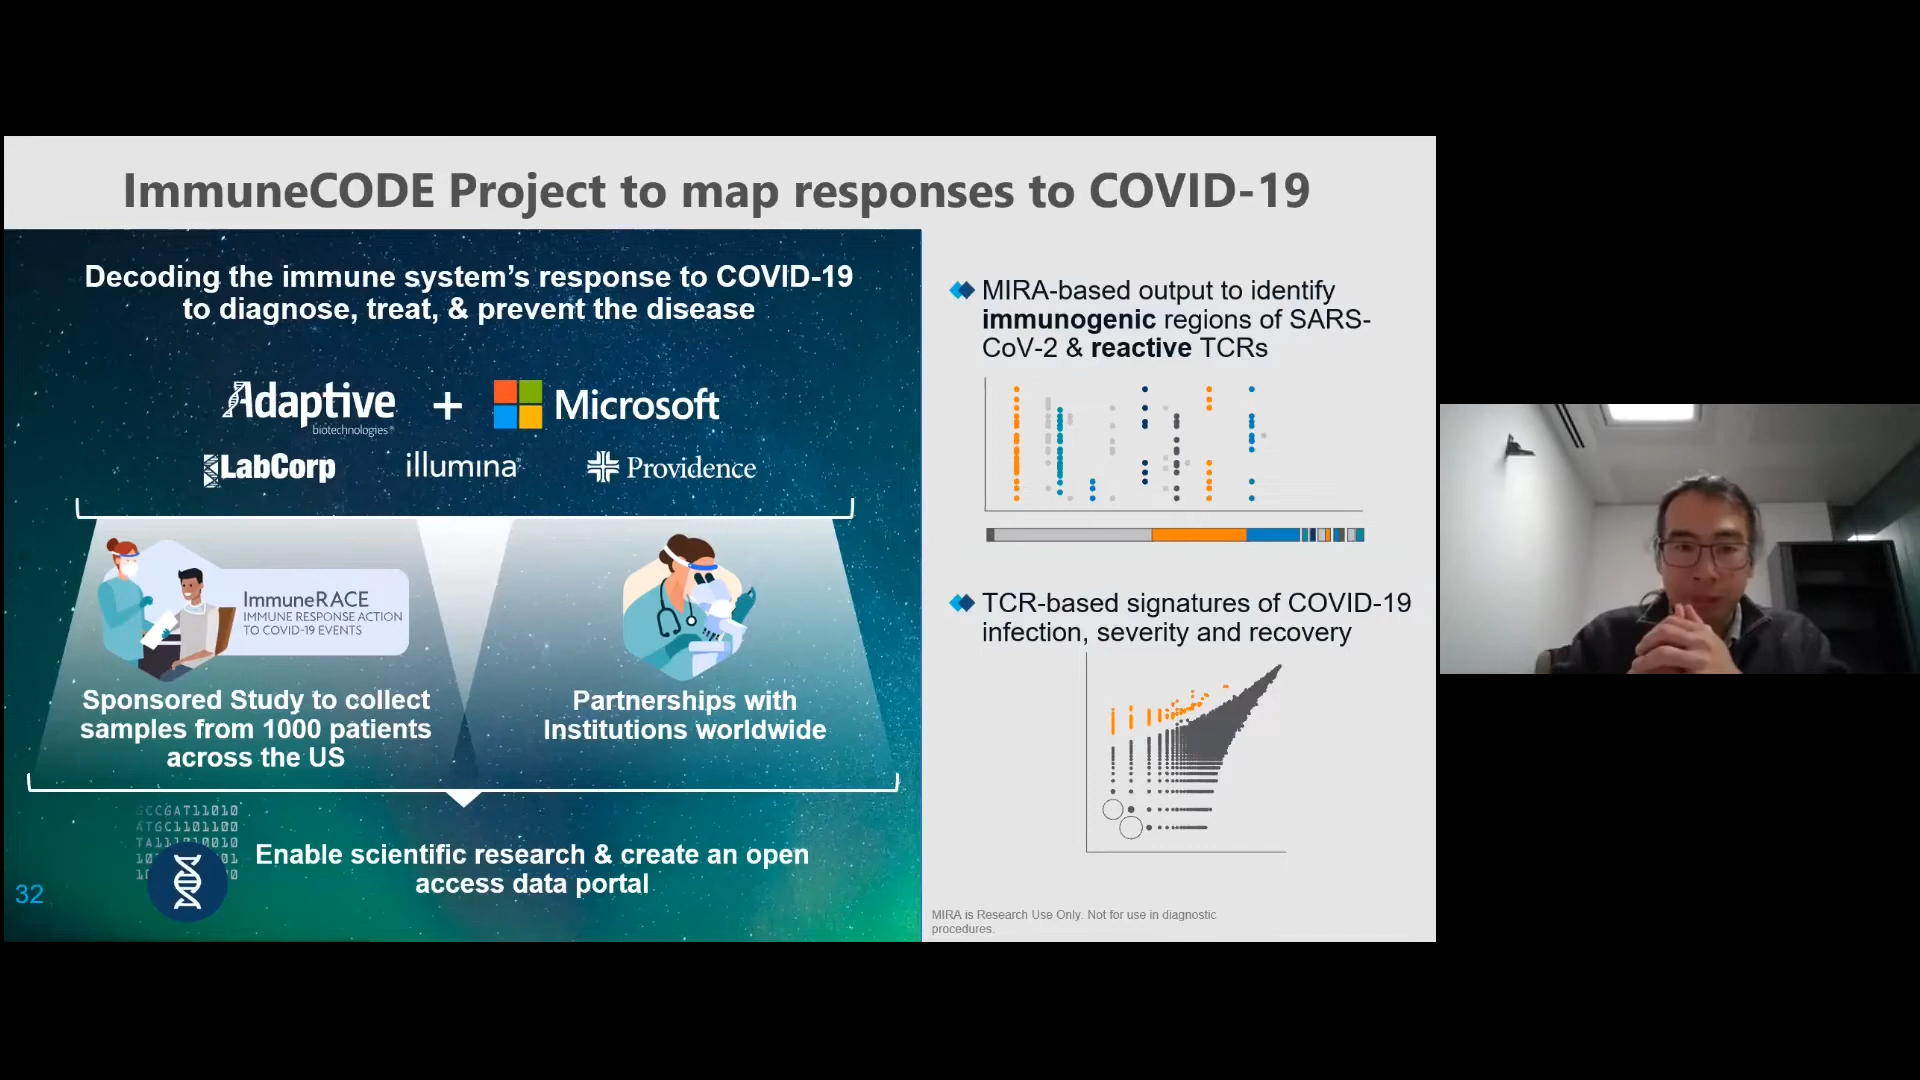 ImmuneCODE Project to map responses to COVID-19
Decoding the immune system's response to COVID-19
to diagnose, treat, & prevent the disease
Adaptive
biotechnologies®
+
Microsoft
LabCorp
illumına®
Providence
ImmuneRACE
IMMUNE RESPONSE ACTION
TO COVID-19 EVENTS
Sponsored Study to collect
samples from 1000 patients
across the US
Partnerships with
Institutions worldwide
Enable scientific research & create an open
access data portal
32
MIRA-based output to identify
immunogenic regions of SARS-
CoV-2 & reactive TCRs
TCR-based signatures of COVID-19
infection, severity and recovery
MIRA is Research Use Only. Not for use in diagnostic
procedures.